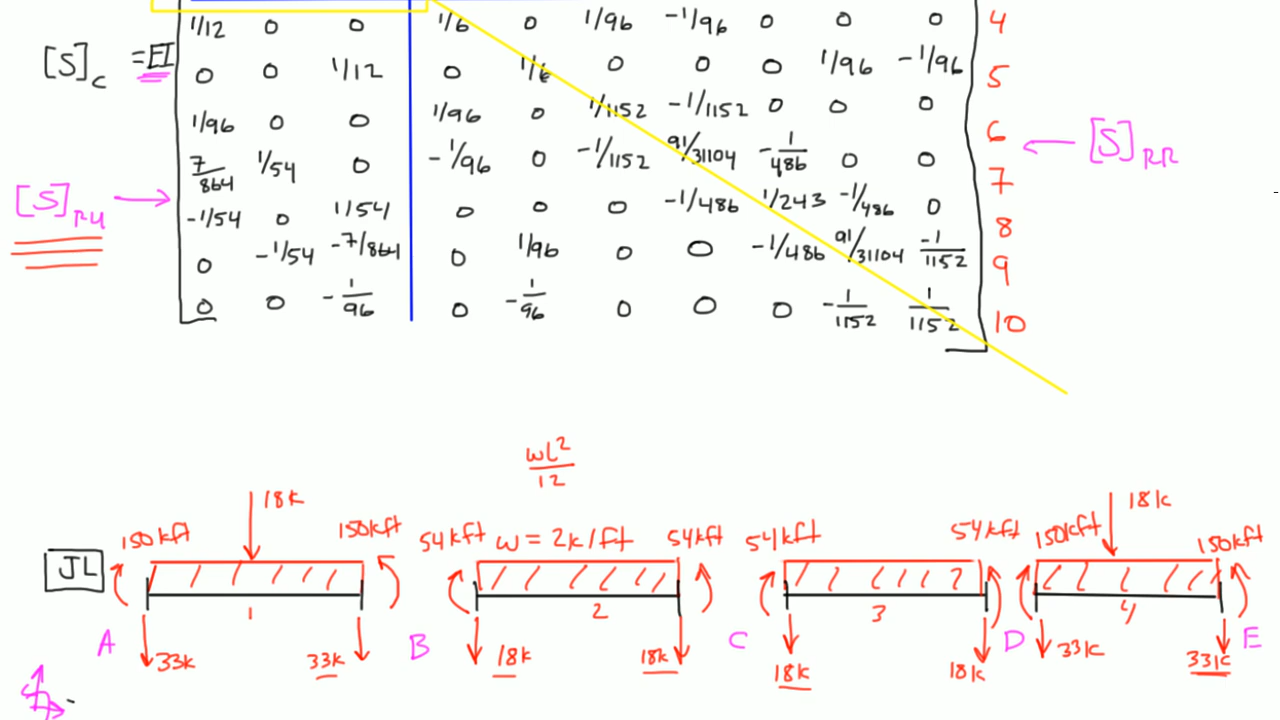 1/12 0 0 1/6 0 1/96 -1/96 0 0 0 4
[S]c = EI 0 0 1/12 0 1/6 0 0 0 1/96 -1/96 5
1/96 0 0 1/96 0 1/1152 -1/1152 0 0 0 6
7/864 1/54 0 -1/96 0 -1/1152 91/31104 -1/486 0 0 7
-1/54 0 1/54 0 0 0 -1/486 1/243 -1/486 0 8
0 -1/54 -7/864 0 1/96 0 0 -1/486 91/31104 -1/1152 9
0 0 -1/96 0 -1/96 0 0 0 -1/1152 1/1152 10
[S]RR
[S]RU
wL²/12
18k 18k
150kft 150kft 54kft w = 2k/ft 54kft 54kft 54kft 150kft 150kft
JL
1 2 3 4
A B C D E
33k 33k 18k 18k 18k 18k 33k 33k